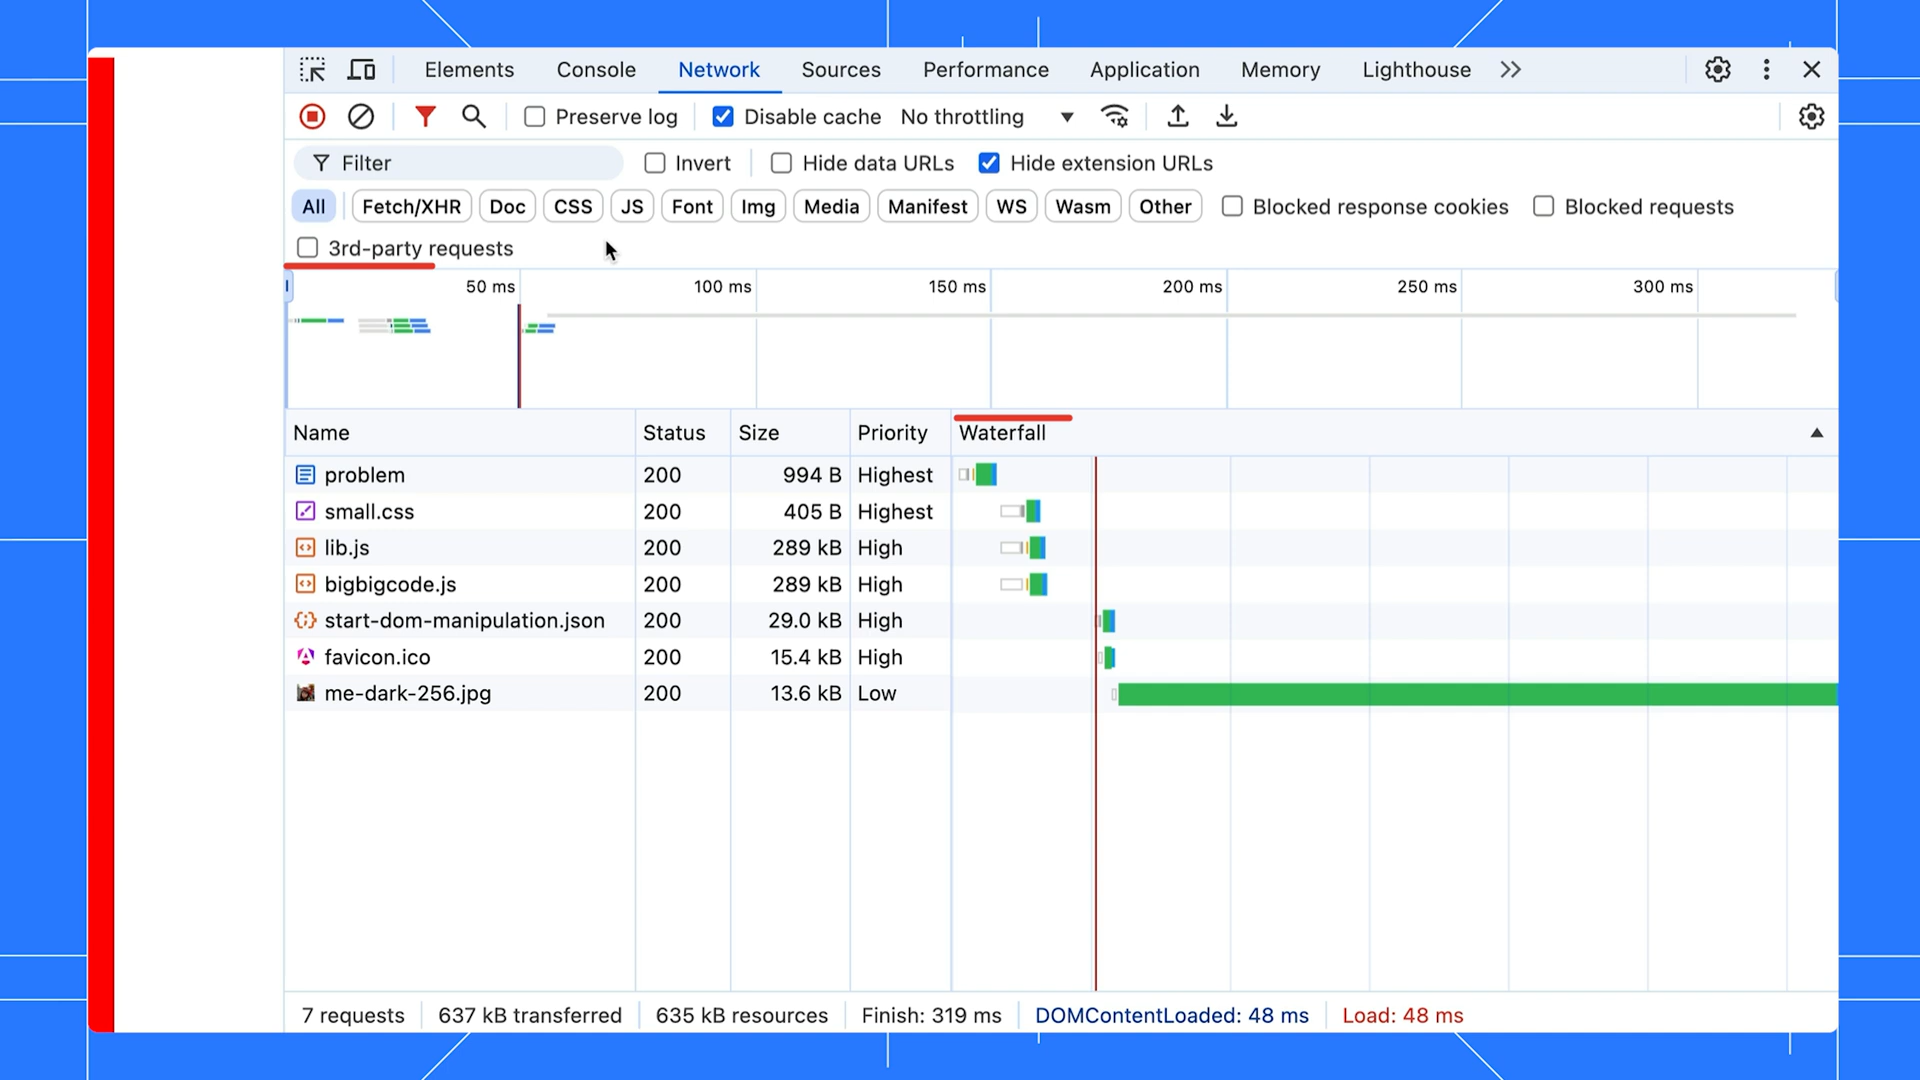 Elements Console Network Sources Performance Application Memory Lighthouse
Preserve log Disable cache No throttling
Filter Invert Hide data URLs Hide extension URLs
All Fetch/XHR Doc CSS JS Font Img Media Manifest WS Wasm Other Blocked response cookies Blocked requests
3rd-party requests
50 ms 100 ms 150 ms 200 ms 250 ms 300 ms
Name Status Size Priority Waterfall
problem 200 994 B Highest
small.css 200 405 B Highest
lib.js 200 289 kB High
bigbigcode.js 200 289 kB High
start-dom-manipulation.json 200 29.0 kB High
favicon.ico 200 15.4 kB High
me-dark-256.jpg 200 13.6 kB Low
7 requests 637 kB transferred 635 kB resources Finish: 319 ms DOMContentLoaded: 48 ms Load: 48 ms